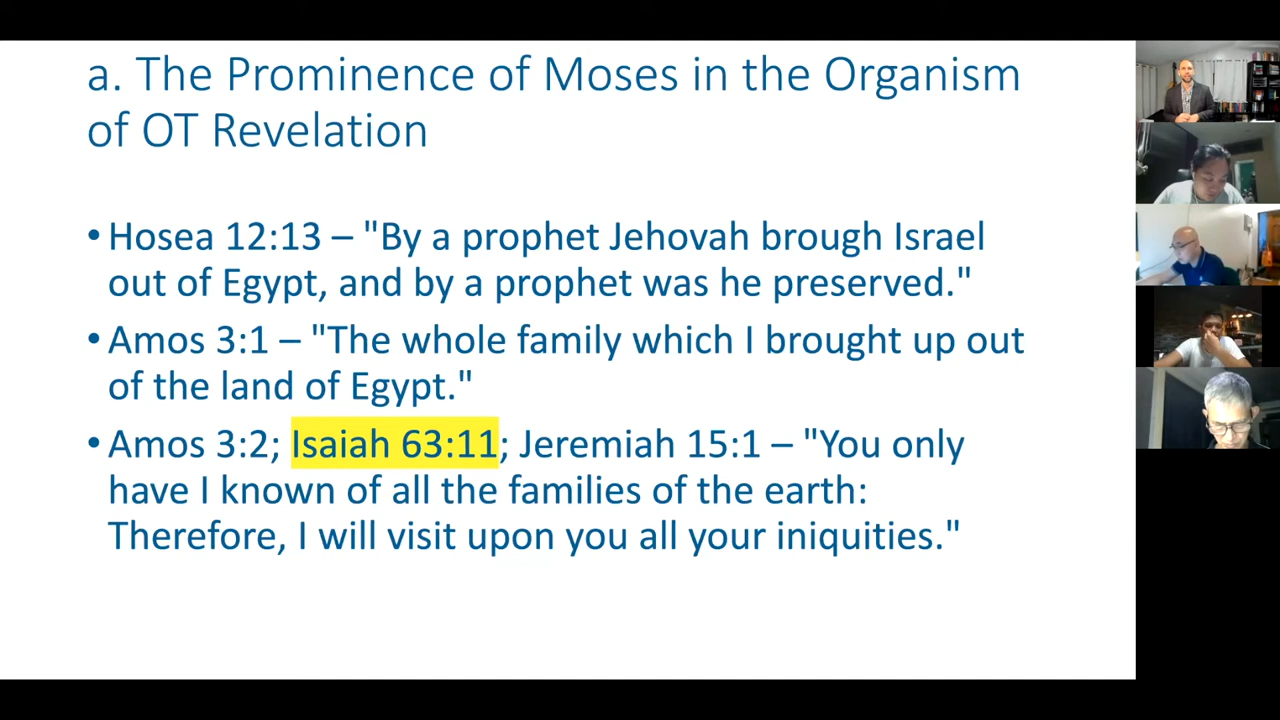 a. The Prominence of Moses in the Organism
of OT Revelation
• Hosea 12:13 – "By a prophet Jehovah brough Israel
out of Egypt, and by a prophet was he preserved."
• Amos 3:1 – "The whole family which I brought up out
of the land of Egypt."
• Amos 3:2; Isaiah 63:11; Jeremiah 15:1 – "You only
have I known of all the families of the earth:
Therefore, I will visit upon you all your iniquities."